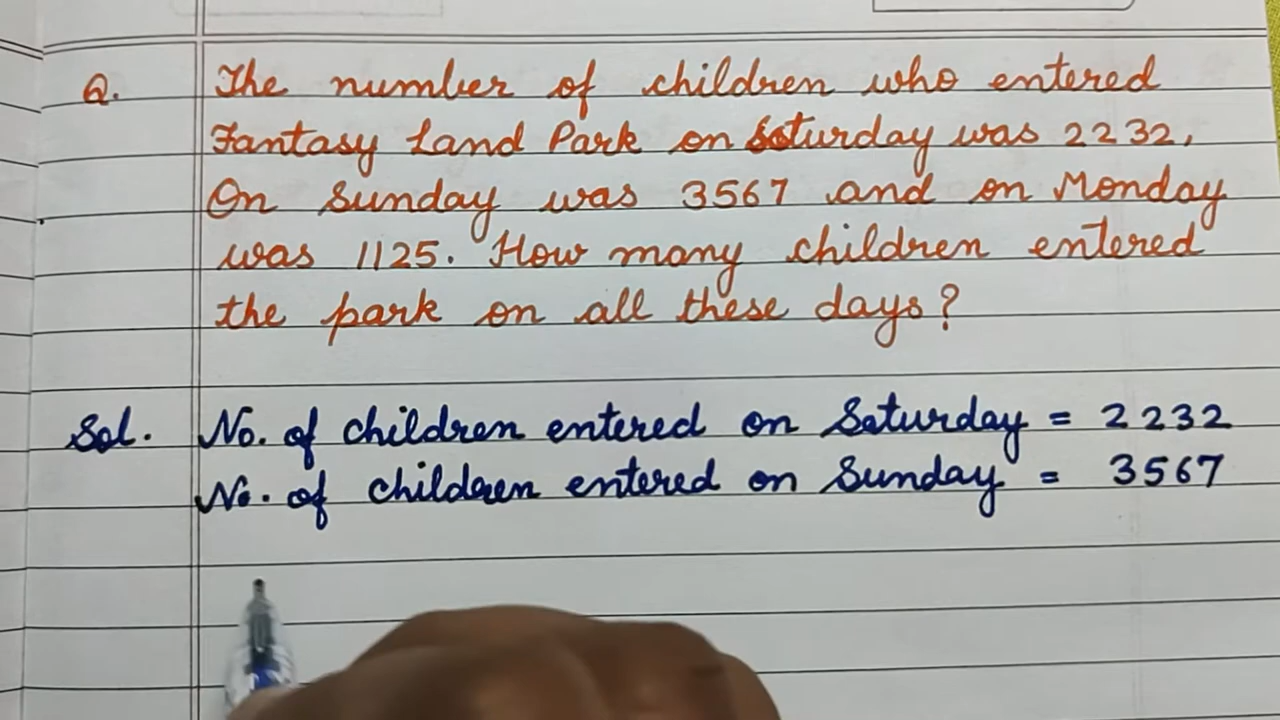 Q. The number of children who entered
Fantasy Land Park on Saturday was 2232,
On Sunday was 3567 and on Monday
was 1125. How many children entered
the park on all these days?
Sol. No. of children entered on Saturday = 2232
No. of children entered on Sunday = 3567